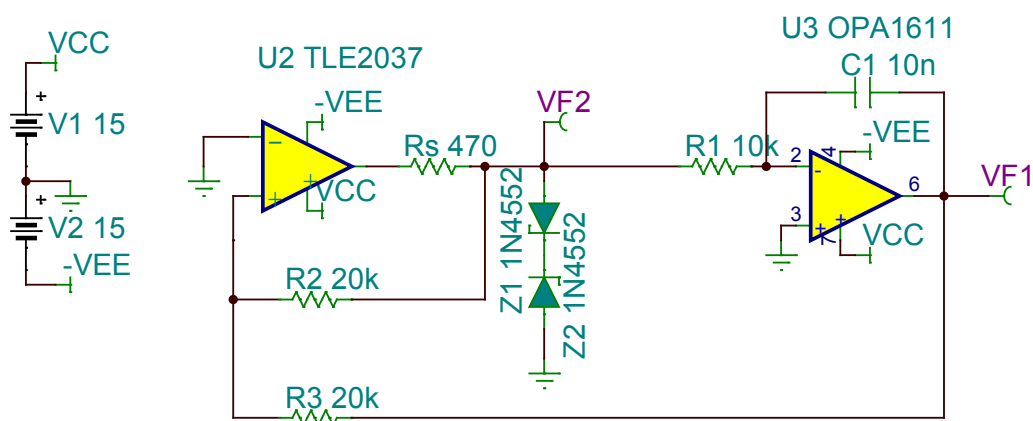 U3 OPA1611
VCC
U2 TLE2037
C1 10n
-VEE
VF2
+
V1 15
Rs 470
R1 10k
-VEE
2
4
-
−
+
+
VCC
6
VF1
3
+
+
7
VCC
+
V2 15
-VEE
R2 20k
Z1 1N4552
Z2 1N4552
R3 20k